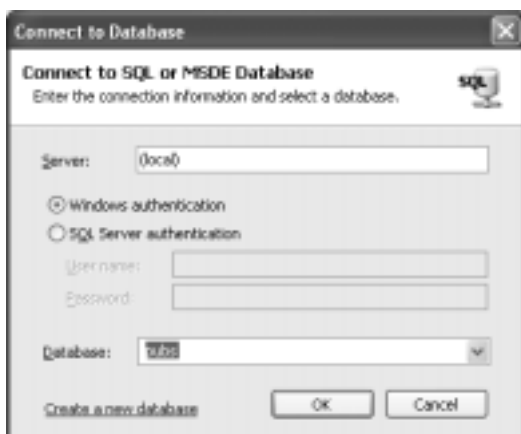 Connect to Database
Connect to SQL or MSDE Database
Enter the connection information and select a database.
SQL
Server: (local)
Windows authentication
SQL Server authentication
User name:
Password:
Database: pubs
Create a new database OK Cancel